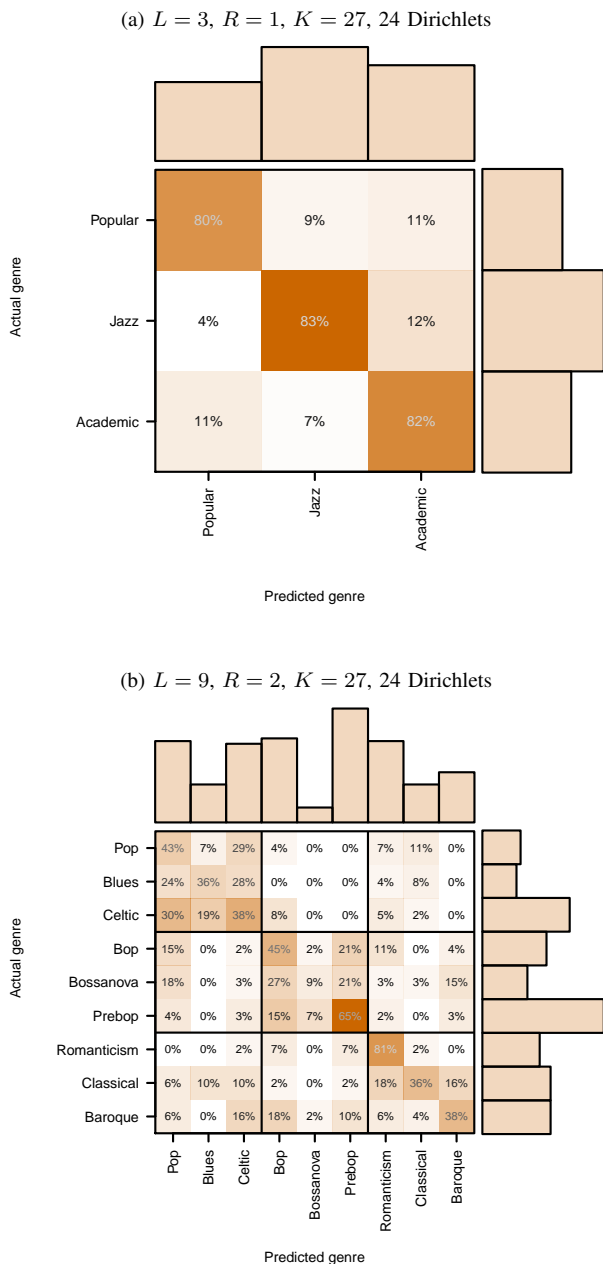 (a) L = 3, R = 1, K = 27, 24 Dirichlets
Actual genre
Popular 80% 9% 11%
Jazz 4% 83% 12%
Academic 11% 7% 82%
Popular Jazz Academic
Predicted genre
(b) L = 9, R = 2, K = 27, 24 Dirichlets
Actual genre
Pop 43% 7% 29% 4% 0% 0% 7% 11% 0%
Blues 24% 36% 28% 0% 0% 0% 4% 8% 0%
Celtic 30% 19% 38% 8% 0% 0% 5% 2% 0%
Bop 15% 0% 2% 45% 2% 21% 11% 0% 4%
Bossanova 18% 0% 3% 27% 9% 21% 3% 3% 15%
Prebop 4% 0% 3% 15% 7% 65% 2% 0% 3%
Romanticism 0% 0% 2% 7% 0% 7% 81% 2% 0%
Classical 6% 10% 10% 2% 0% 2% 18% 36% 16%
Baroque 6% 0% 16% 18% 2% 10% 6% 4% 38%
Pop Blues Celtic Bop Bossanova Prebop Romanticism Classical Baroque
Predicted genre